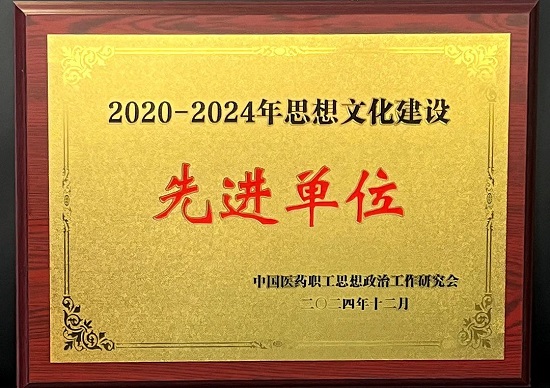 2020-2024年思想文化建设
先进单位
中国医药职工思想政治工作研究会
二〇二四年十二月